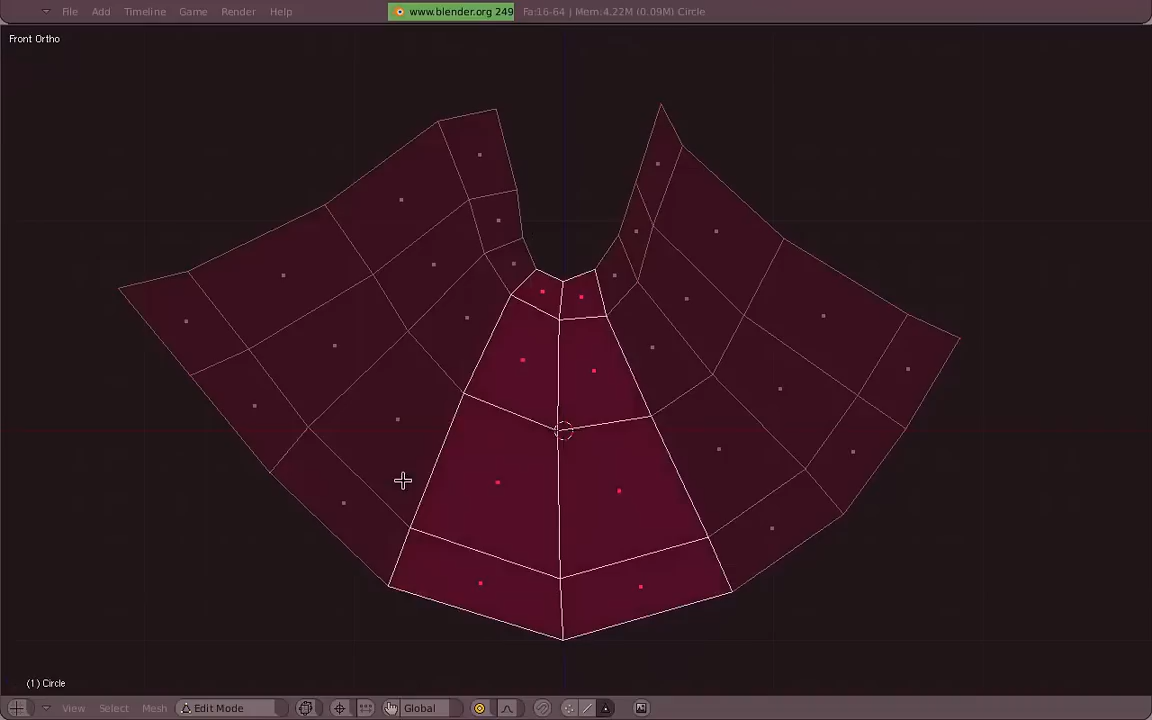 File Add Timeline Game Render Help www.blender.org 249 Fa:16-64 | Mem:4.22M (0.09M) Circle
Front Ortho
(1) Circle
View Select Mesh Edit Mode Global